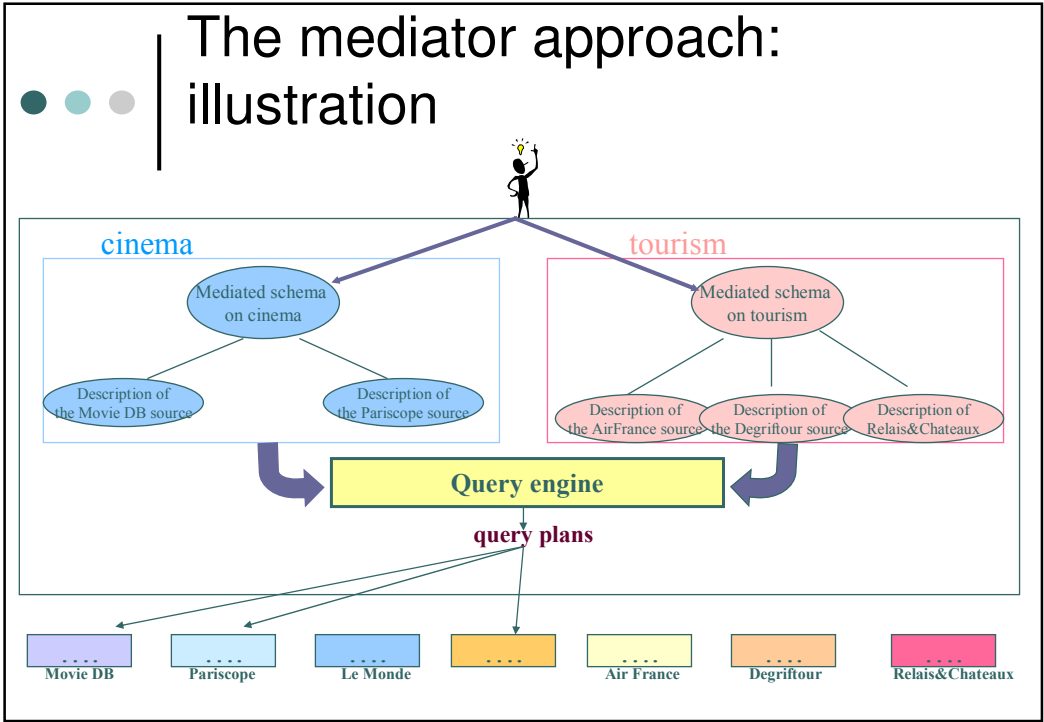 The mediator approach:
illustration
cinema
tourism
Mediated schema
on cinema
Mediated schema
on tourism
Description of
the Movie DB source
Description of
the Pariscope source
Description of
the AirFrance source
Description of
the Degriftour source
Description of
Relais&Chateaux
Query engine
query plans
. . . .
. . . .
. . . .
. . . .
. . . .
. . . .
. . . .
Movie DB
Pariscope
Le Monde
Air France
Degriftour
Relais&Chateaux